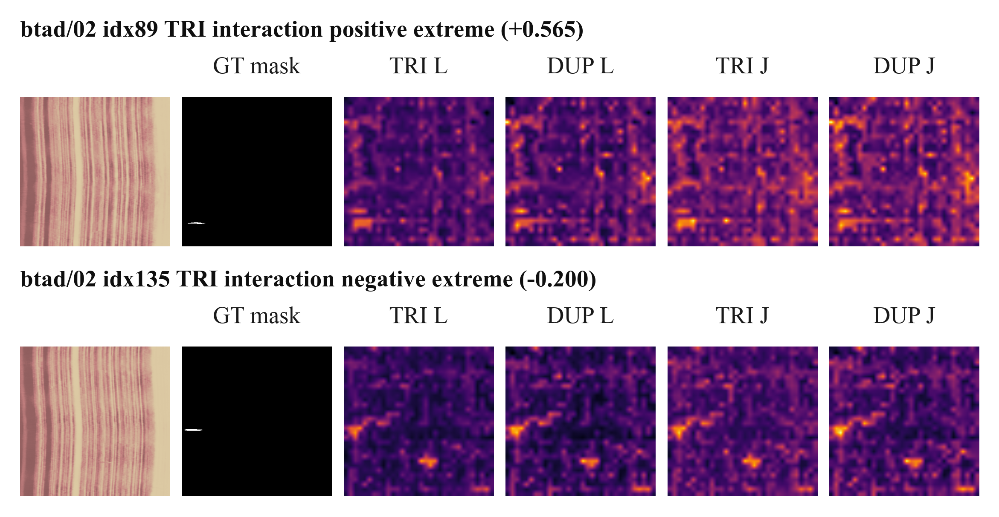 btad/02 idx89 TRI interaction positive extreme (+0.565)
GT mask TRI L DUP L TRI J DUP J
btad/02 idx135 TRI interaction negative extreme (-0.200)
GT mask TRI L DUP L TRI J DUP J